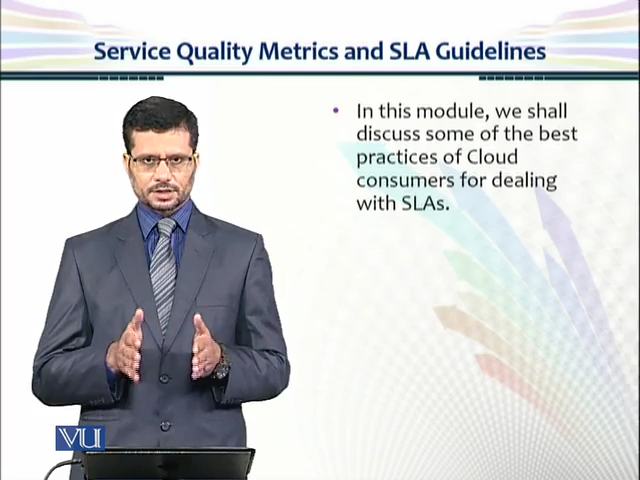 Service Quality Metrics and SLA Guidelines
• In this module, we shall
discuss some of the best
practices of Cloud
consumers for dealing
with SLAs.
VU